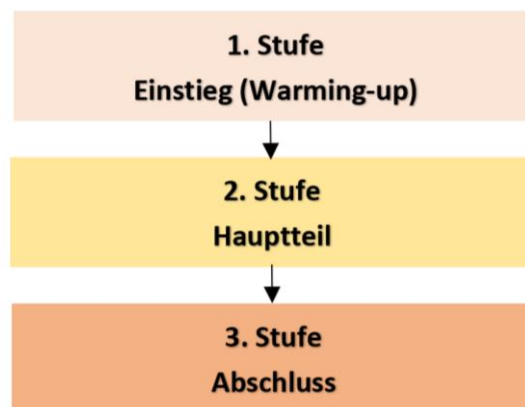 1. Stufe
Einstieg (Warming-up)
2. Stufe
Hauptteil
3. Stufe
Abschluss